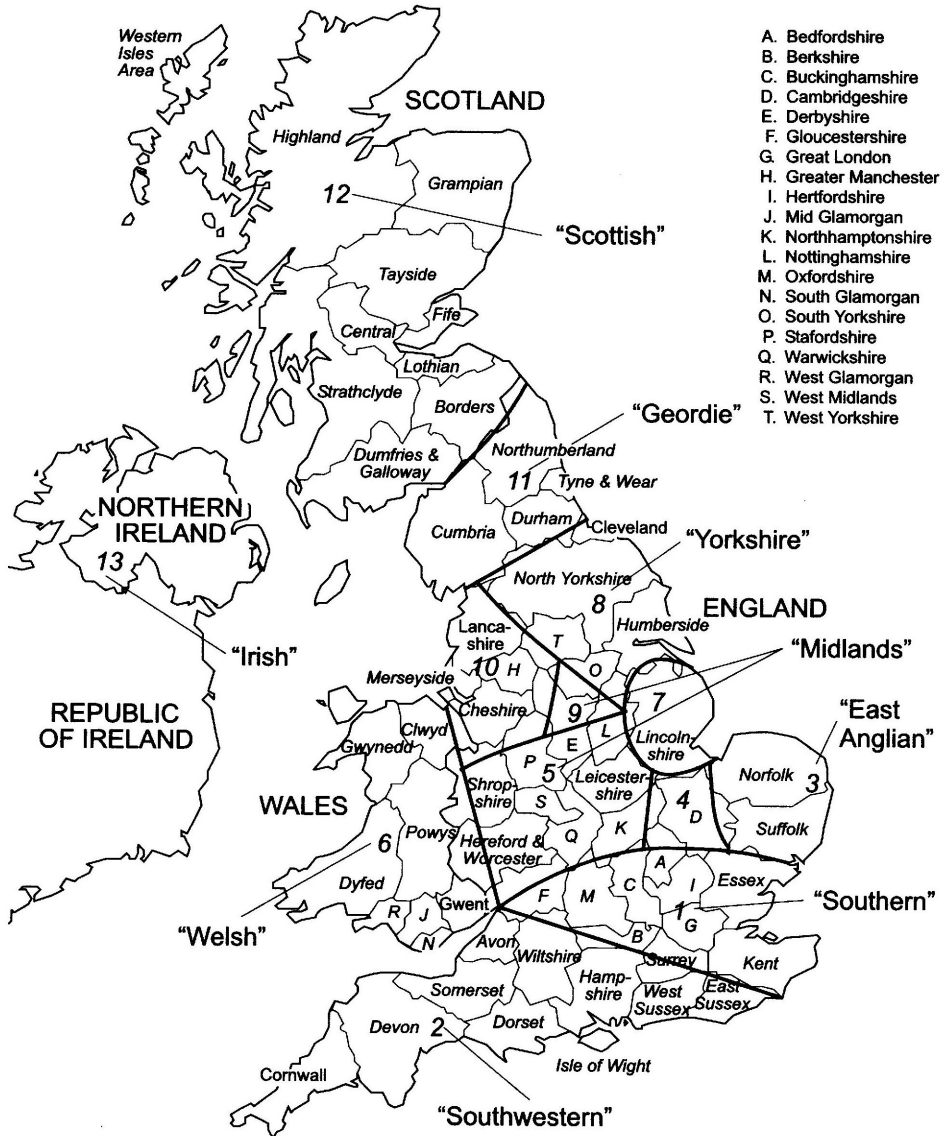 Western
Isles
Area
SCOTLAND
Highland
Grampian
12
"Scottish"
Tayside
Fife
Central
Lothian
Strathclyde
Borders
"Geordie"
Dumfries &
Galloway
Northumberland
11
Tyne & Wear
NORTHERN
IRELAND
13
Cumbria
Durham
Cleveland
"Yorkshire"
North Yorkshire
8
ENGLAND
Humberside
"Irish"
Lanca-
shire
T
10
H
O
"Midlands"
Merseyside
Cheshire
9
7
Lincoln-
shire
REPUBLIC
OF IRELAND
Clwyd
Gwynedd
E
L
"East
Anglian"
P
5
Shrop-
shire
Leicester-
shire
Norfolk
3
S
4
D
WALES
Powys
Hereford &
Worcester
Q
K
Suffolk
6
Dyfed
A
C
I
Essex
Gwent
F
M
1
"Southern"
R
J
G
"Welsh"
N
B
Avon
Wiltshire
Surrey
Kent
Hamp-
shire
West
Sussex
East
Sussex
Somerset
Devon
2
Dorset
Isle of Wight
Cornwall
"Southwestern"
A. Bedfordshire
B. Berkshire
C. Buckinghamshire
D. Cambridgeshire
E. Derbyshire
F. Gloucestershire
G. Great London
H. Greater Manchester
I. Hertfordshire
J. Mid Glamorgan
K. Northhamptonshire
L. Nottinghamshire
M. Oxfordshire
N. South Glamorgan
O. South Yorkshire
P. Stafordshire
Q. Warwickshire
R. West Glamorgan
S. West Midlands
T. West Yorkshire